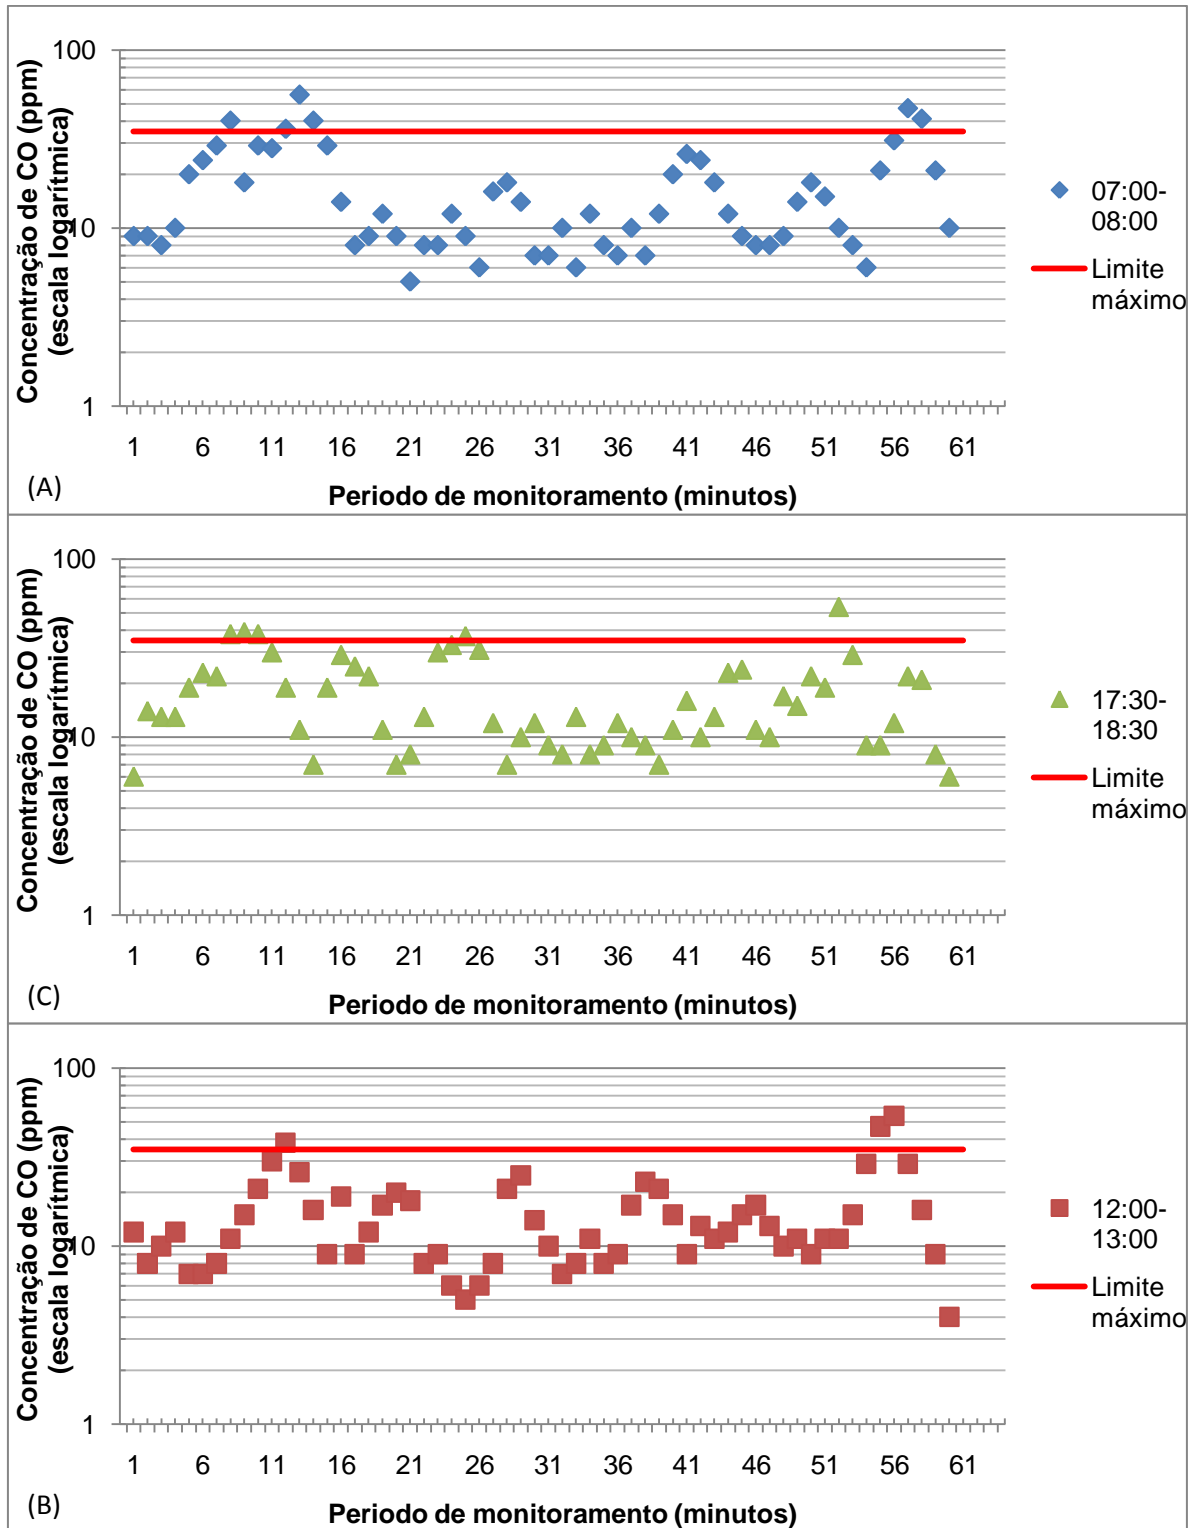 Concentração de CO (ppm)
(escala logarítmica)
100
10
1
1 6 11 16 21 26 31 36 41 46 51 56 61
Periodo de monitoramento (minutos)
(A)
07:00-
08:00
Limite
máximo
Concentração de CO (ppm)
(escala logarítmica)
100
10
1
1 6 11 16 21 26 31 36 41 46 51 56 61
Periodo de monitoramento (minutos)
(C)
17:30-
18:30
Limite
máximo
Concentração de CO (ppm)
(escala logarítmica)
100
10
1
1 6 11 16 21 26 31 36 41 46 51 56 61
Periodo de monitoramento (minutos)
(B)
12:00-
13:00
Limite
máximo